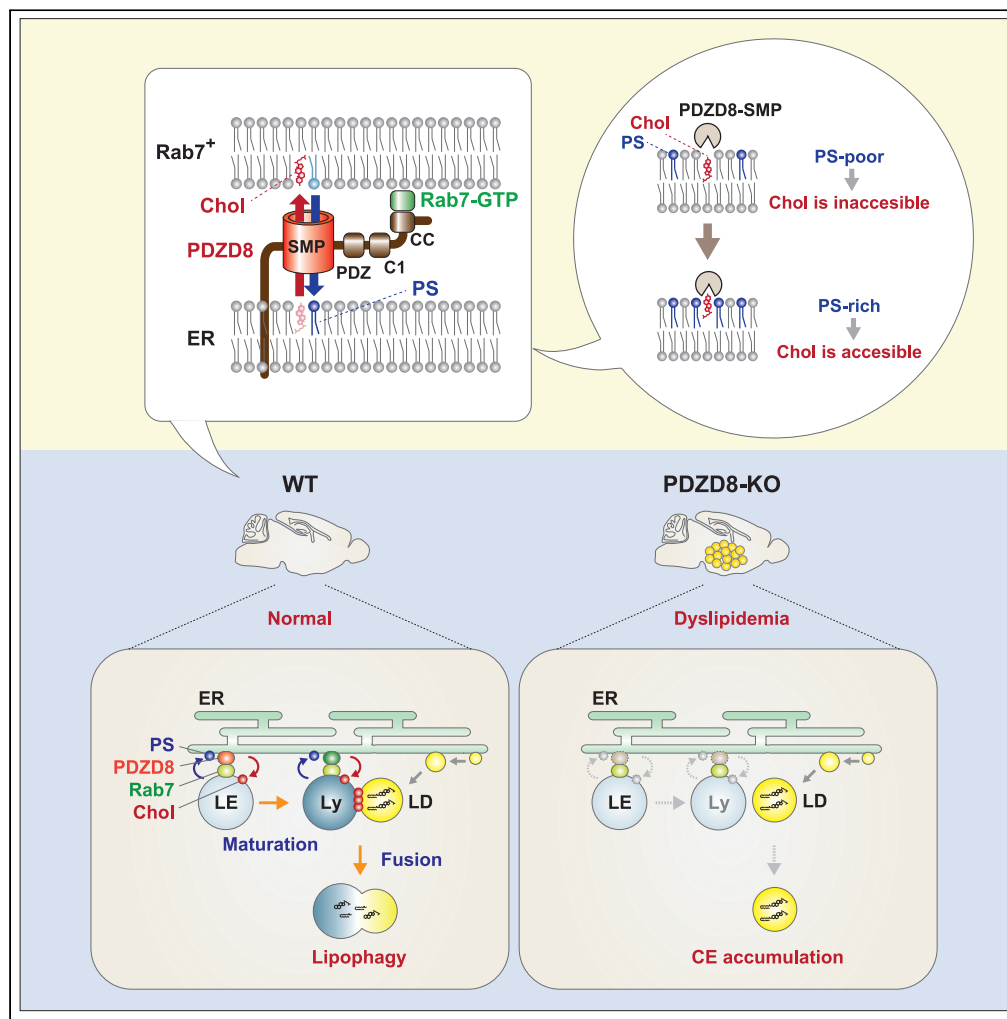 Rab7+
Chol
PDZD8
SMP
PDZ
C1
CC
Rab7-GTP
PS
ER
PDZD8-SMP
Chol
PS
PS-poor
Chol is inaccesible
PS-rich
Chol is accesible
WT
PDZD8-KO
Normal
Dyslipidemia
ER
PS
PDZD8
Rab7
Chol
LE
Ly
LD
Maturation
Fusion
Lipophagy
ER
LE
Ly
LD
CE accumulation